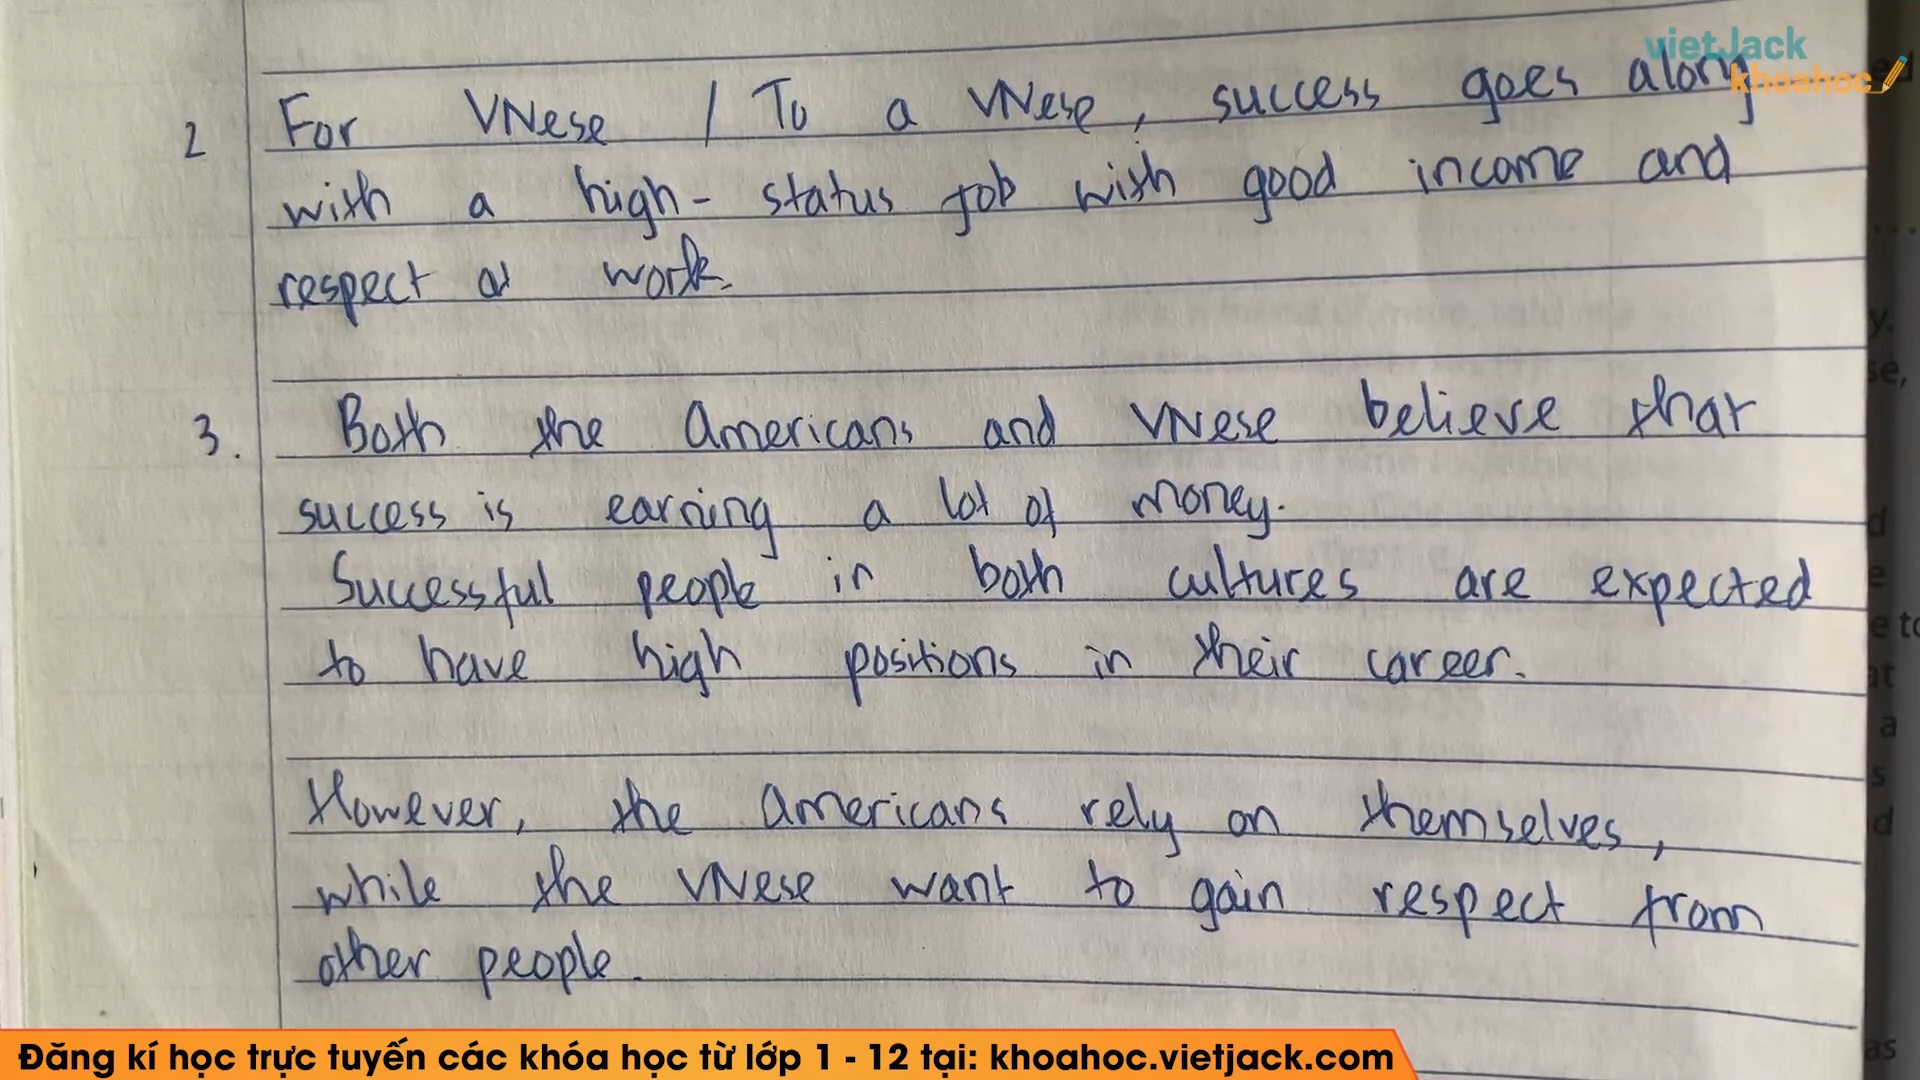 vietJack
khoahoc
2 For VNese / To a VNese, success goes along
with a high-status job with good income and
respect at work.
3. Both the Americans and VNese believe that
success is earning a lot of money.
Successful people in both cultures are expected
to have high positions in their career.
However, the Americans rely on themselves,
while the VNese want to gain respect from
other people.
Đăng kí học trực tuyến các khóa học từ lớp 1 - 12 tại: khoahoc.vietjack.com